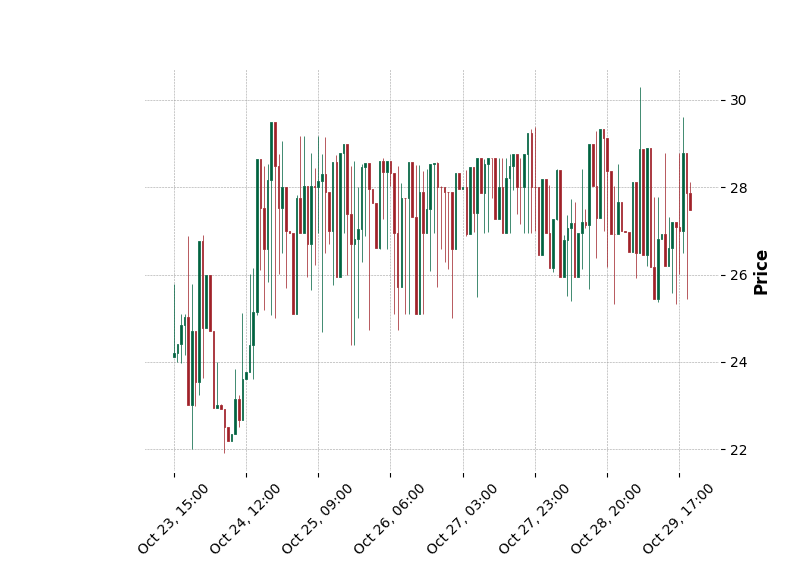 30
28
26
24
22
Price
Oct 23, 15:00
Oct 24, 12:00
Oct 25, 09:00
Oct 26, 06:00
Oct 27, 03:00
Oct 27, 23:00
Oct 28, 20:00
Oct 29, 17:00